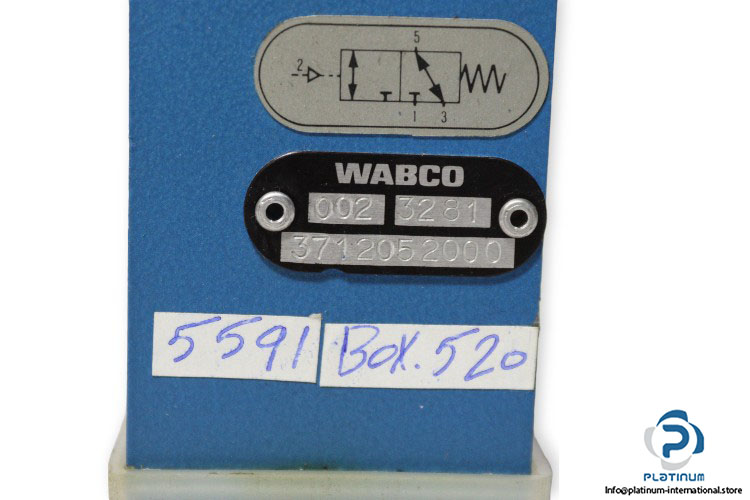 5
2
1 3
WABCO
002 3281
3712052000
5591 BOX.520
PLATINUM
Info@platinum-international.store